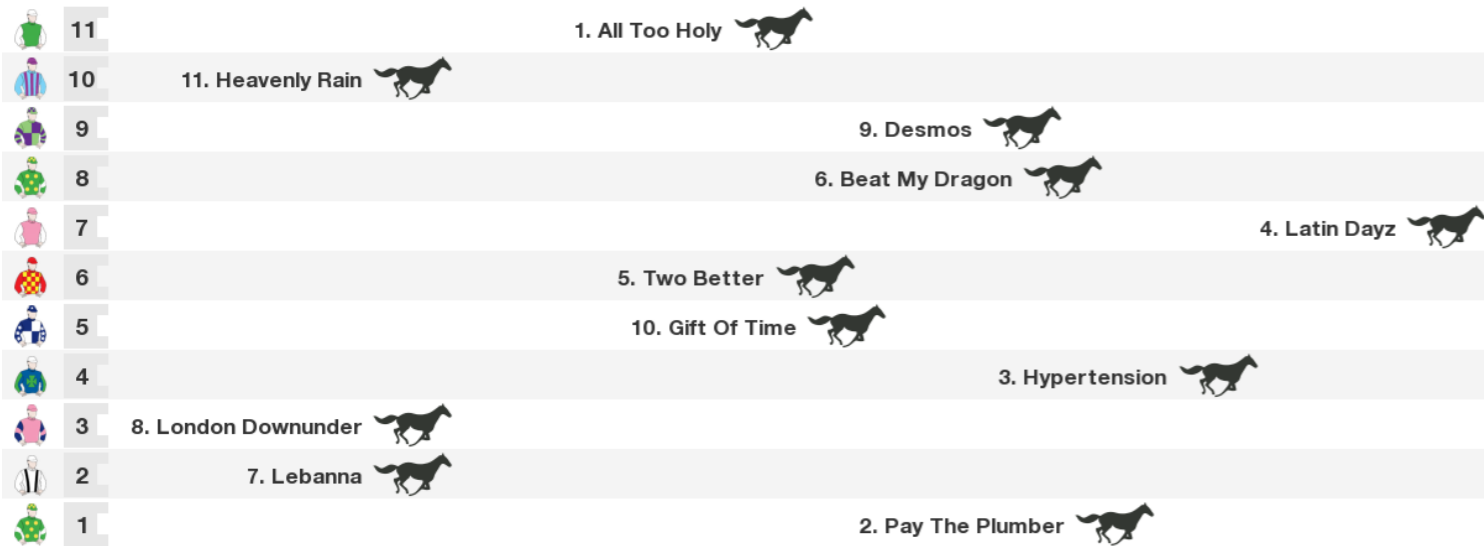 11 1. All Too Holy
10 11. Heavenly Rain
9 9. Desmos
8 6. Beat My Dragon
7 4. Latin Dayz
6 5. Two Better
5 10. Gift Of Time
4 3. Hypertension
3 8. London Downunder
2 7. Lebanna
1 2. Pay The Plumber